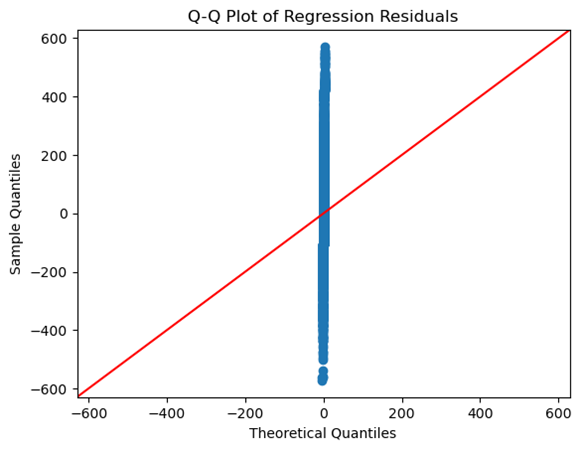 Q-Q Plot of Regression Residuals
600
400
200
0
−200
−400
−600
Sample Quantiles
−600 −400 −200 0 200 400 600
Theoretical Quantiles